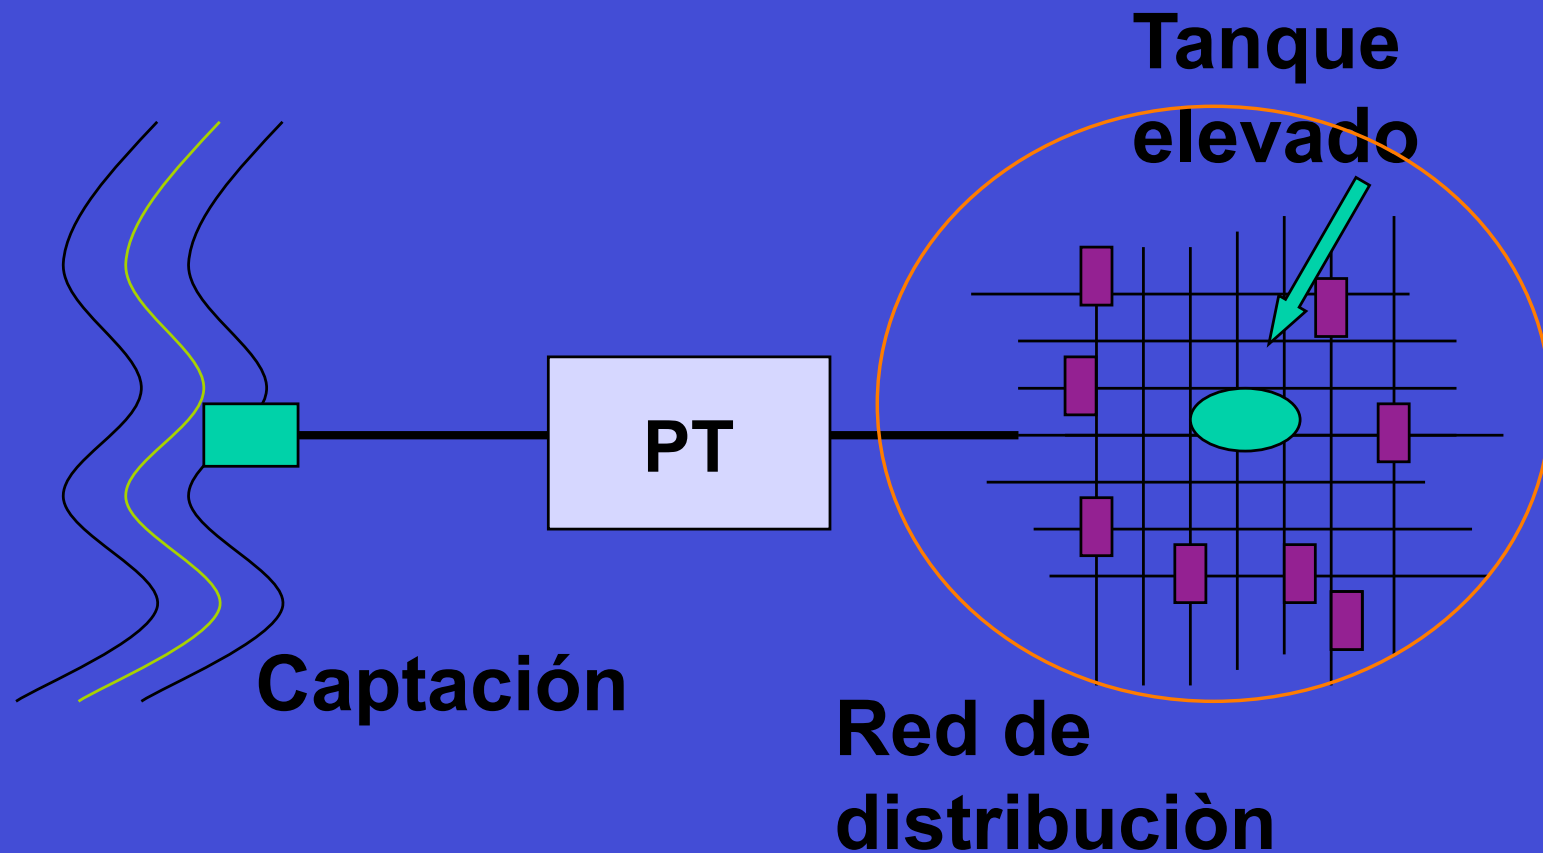 Tanque
elevado
PT
Captación
Red de
distribuciòn